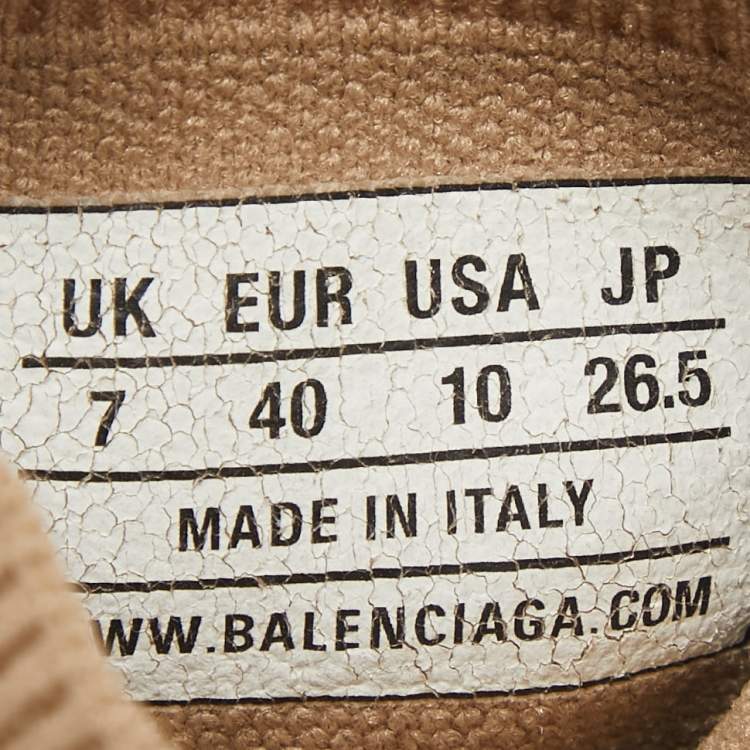 UK EUR USA JP
7 40 10 26.5
MADE IN ITALY
WWW.BALENCIAGA.COM